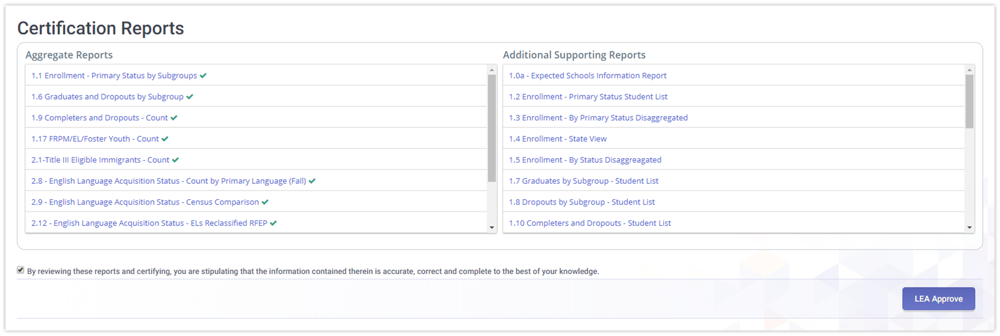 Certification Reports
Aggregate Reports
1.1 Enrollment - Primary Status by Subgroups
1.6 Graduates and Dropouts by Subgroup
1.9 Completers and Dropouts - Count
1.17 FRPM/EL/Foster Youth - Count
2.1-Title III Eligible Immigrants - Count
2.8 - English Language Acquisition Status - Count by Primary Language (Fall)
2.9 - English Language Acquisition Status - Census Comparison
2.12 - English Language Acquisition Status - ELs Reclassified RFEP
Additional Supporting Reports
1.0a - Expected Schools Information Report
1.2 Enrollment - Primary Status Student List
1.3 Enrollment - By Primary Status Disaggregated
1.4 Enrollment - State View
1.5 Enrollment - By Status Disaggreagated
1.7 Graduates by Subgroup - Student List
1.8 Dropouts by Subgroup - Student List
1.10 Completers and Dropouts - Student List
By reviewing these reports and certifying, you are stipulating that the information contained therein is accurate, correct and complete to the best of your knowledge.
LEA Approve